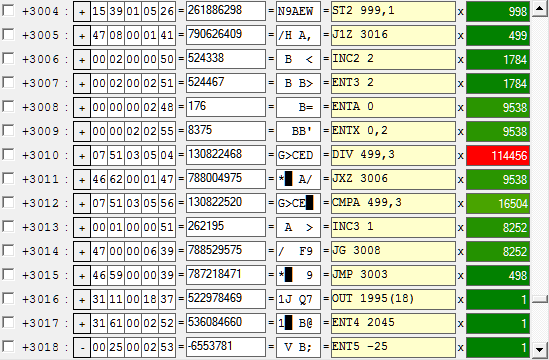 +3004 : + 15 39 01 05 26 = 261886298 = N9AEW = ST2 999,1 x 998
+3005 : + 47 08 00 01 41 = 790626409 = /H A, = J1Z 3016 x 499
+3006 : + 00 02 00 00 50 = 524338 = B < = INC2 2 x 1784
+3007 : + 00 02 00 02 51 = 524467 = B B> = ENT3 2 x 1784
+3008 : + 00 00 00 02 48 = 176 = B= = ENTA 0 x 9538
+3009 : + 00 00 02 02 55 = 8375 = BB' = ENTX 0,2 x 9538
+3010 : + 07 51 03 05 04 = 130822468 = G>CED = DIV 499,3 x 114456
+3011 : + 46 62 00 01 47 = 788004975 = *█ A/ = JXZ 3006 x 9538
+3012 : + 07 51 03 05 56 = 130822520 = G>CE█ = CMPA 499,3 x 16504
+3013 : + 00 01 00 00 51 = 262195 = A > = INC3 1 x 8252
+3014 : + 47 00 00 06 39 = 788529575 = / F9 = JG 3008 x 8252
+3015 : + 46 59 00 00 39 = 787218471 = *█ 9 = JMP 3003 x 498
+3016 : + 31 11 00 18 37 = 522978469 = 1J Q7 = OUT 1995(18) x 1
+3017 : + 31 61 00 02 52 = 536084660 = 1█ B@ = ENT4 2045 x 1
+3018 : - 00 25 00 02 53 = -6553781 = V B; = ENT5 -25 x 1